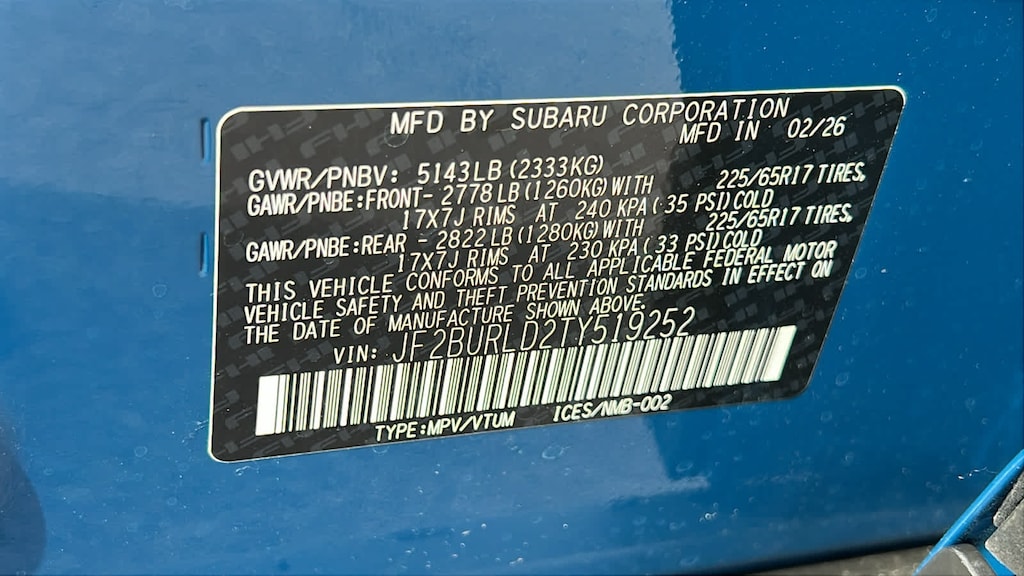 MFD BY SUBARU CORPORATION
MFD IN 02/26
GVWR/PNBV: 5143LB (2333KG)
GAWR/PNBE:FRONT- 2778 LB (1260KG) WITH 225/65R17 TIRES,
17X7J RIMS AT 240 KPA ( 35 PSI) COLD
GAWR/PNBE:REAR - 2822 LB (1280KG) WITH 225/65R17 TIRES,
17X7J RIMS AT 230 KPA ( 33 PSI) COLD
THIS VEHICLE CONFORMS TO ALL APPLICABLE FEDERAL MOTOR
VEHICLE SAFETY AND THEFT PREVENTION STANDARDS IN EFFECT ON
THE DATE OF MANUFACTURE SHOWN ABOVE.
VIN: JF2BURLD2TY519252
TYPE:MPV/VTUM ICES/NMB-002